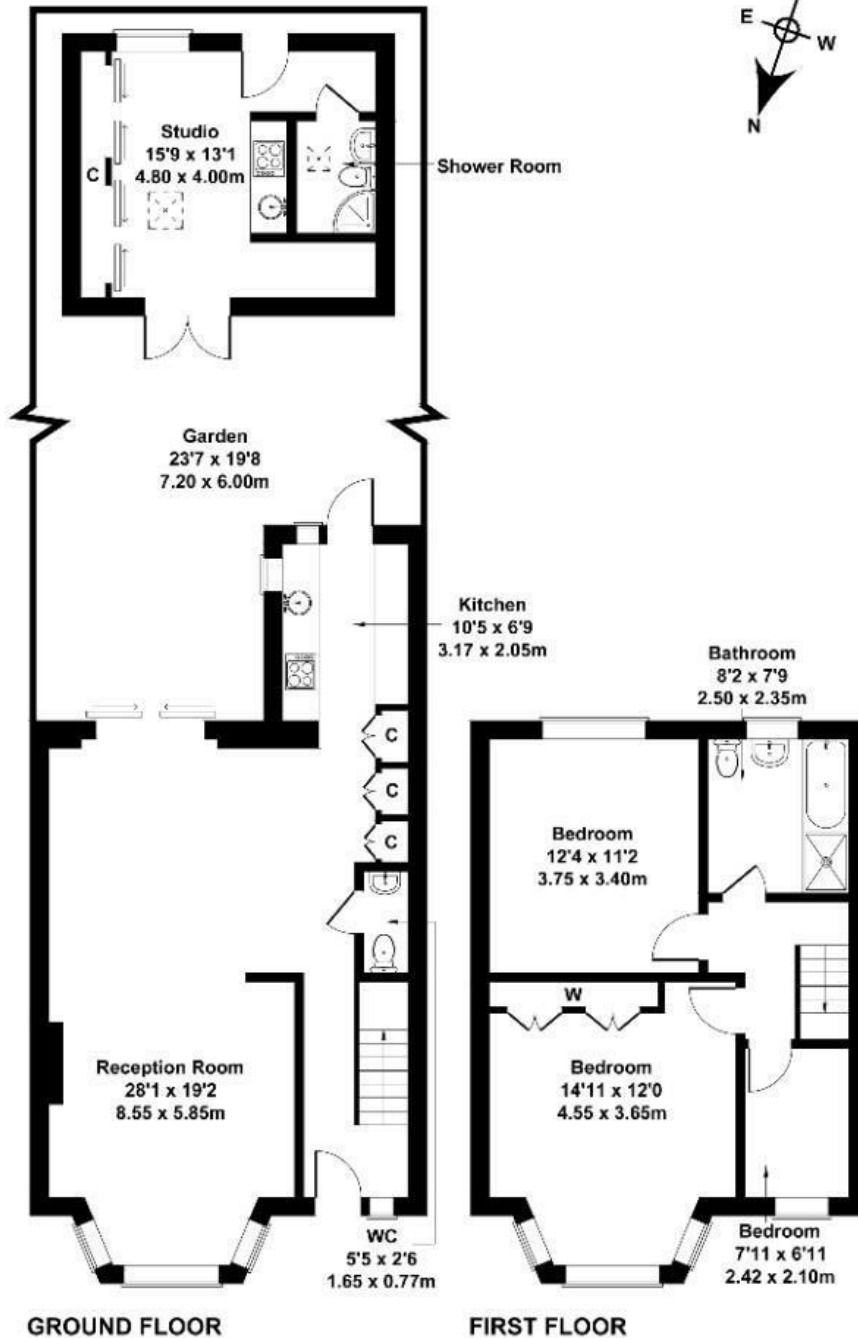 E
W
N
Studio
15'9 x 13'1
4.80 x 4.00m
C
Shower Room
Garden
23'7 x 19'8
7.20 x 6.00m
Kitchen
10'5 x 6'9
3.17 x 2.05m
C
C
C
Reception Room
28'1 x 19'2
8.55 x 5.85m
WC
5'5 x 2'6
1.65 x 0.77m
GROUND FLOOR
Bathroom
8'2 x 7'9
2.50 x 2.35m
Bedroom
12'4 x 11'2
3.75 x 3.40m
W
Bedroom
14'11 x 12'0
4.55 x 3.65m
Bedroom
7'11 x 6'11
2.42 x 2.10m
FIRST FLOOR